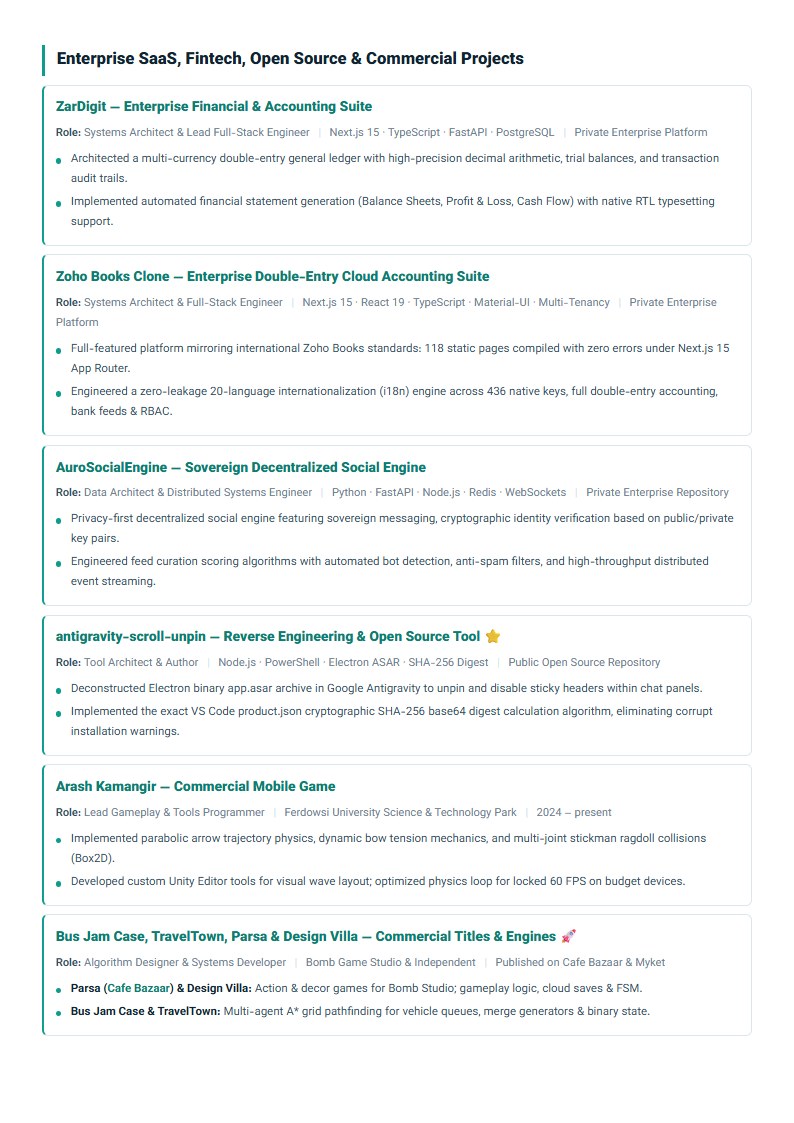 Enterprise SaaS, Fintech, Open Source & Commercial Projects
ZarDigit — Enterprise Financial & Accounting Suite
Role: Systems Architect & Lead Full-Stack Engineer | Next.js 15 · TypeScript · FastAPI · PostgreSQL | Private Enterprise Platform
• Architected a multi-currency double-entry general ledger with high-precision decimal arithmetic, trial balances, and transaction
audit trails.
• Implemented automated financial statement generation (Balance Sheets, Profit & Loss, Cash Flow) with native RTL typesetting
support.
Zoho Books Clone — Enterprise Double-Entry Cloud Accounting Suite
Role: Systems Architect & Full-Stack Engineer | Next.js 15 · React 19 · TypeScript · Material-UI · Multi-Tenancy | Private Enterprise
Platform
• Full-featured platform mirroring international Zoho Books standards: 118 static pages compiled with zero errors under Next.js 15
App Router.
• Engineered a zero-leakage 20-language internationalization (i18n) engine across 436 native keys, full double-entry accounting,
bank feeds & RBAC.
AuroSocialEngine — Sovereign Decentralized Social Engine
Role: Data Architect & Distributed Systems Engineer | Python · FastAPI · Node.js · Redis · WebSockets | Private Enterprise Repository
• Privacy-first decentralized social engine featuring sovereign messaging, cryptographic identity verification based on public/private
key pairs.
• Engineered feed curation scoring algorithms with automated bot detection, anti-spam filters, and high-throughput distributed
event streaming.
antigravity-scroll-unpin — Reverse Engineering & Open Source Tool ⭐
Role: Tool Architect & Author | Node.js · PowerShell · Electron ASAR · SHA-256 Digest | Public Open Source Repository
• Deconstructed Electron binary app.asar archive in Google Antigravity to unpin and disable sticky headers within chat panels.
• Implemented the exact VS Code product.json cryptographic SHA-256 base64 digest calculation algorithm, eliminating corrupt
installation warnings.
Arash Kamangir — Commercial Mobile Game
Role: Lead Gameplay & Tools Programmer | Ferdowsi University Science & Technology Park | 2024 – present
• Implemented parabolic arrow trajectory physics, dynamic bow tension mechanics, and multi-joint stickman ragdoll collisions
(Box2D).
• Developed custom Unity Editor tools for visual wave layout; optimized physics loop for locked 60 FPS on budget devices.
Bus Jam Case, TravelTown, Parsa & Design Villa — Commercial Titles & Engines 🚀
Role: Algorithm Designer & Systems Developer | Bomb Game Studio & Independent | Published on Cafe Bazaar & Myket
• Parsa (Cafe Bazaar) & Design Villa: Action & decor games for Bomb Studio; gameplay logic, cloud saves & FSM.
• Bus Jam Case & TravelTown: Multi-agent A* grid pathfinding for vehicle queues, merge generators & binary state.